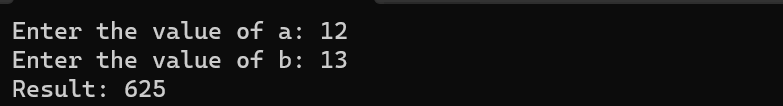 Enter the value of a: 12
Enter the value of b: 13
Result: 625